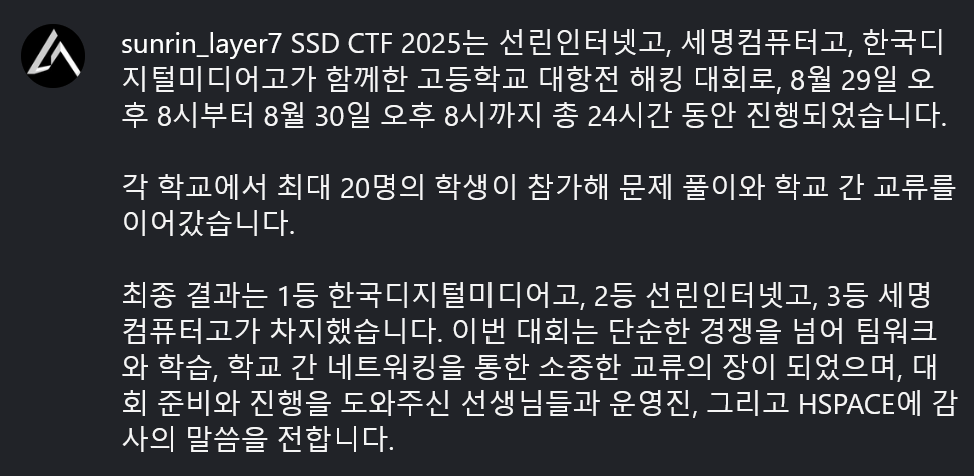 sunrin_layer7 SSD CTF 2025는 선린인터넷고, 세명컴퓨터고, 한국디
지털미디어고가 함께한 고등학교 대항전 해킹 대회로, 8월 29일 오
후 8시부터 8월 30일 오후 8시까지 총 24시간 동안 진행되었습니다.
각 학교에서 최대 20명의 학생이 참가해 문제 풀이와 학교 간 교류를
이어갔습니다.
최종 결과는 1등 한국디지털미디어고, 2등 선린인터넷고, 3등 세명
컴퓨터고가 차지했습니다. 이번 대회는 단순한 경쟁을 넘어 팀워크
와 학습, 학교 간 네트워킹을 통한 소중한 교류의 장이 되었으며, 대
회 준비와 진행을 도와주신 선생님들과 운영진, 그리고 HSPACE에 감
사의 말씀을 전합니다.